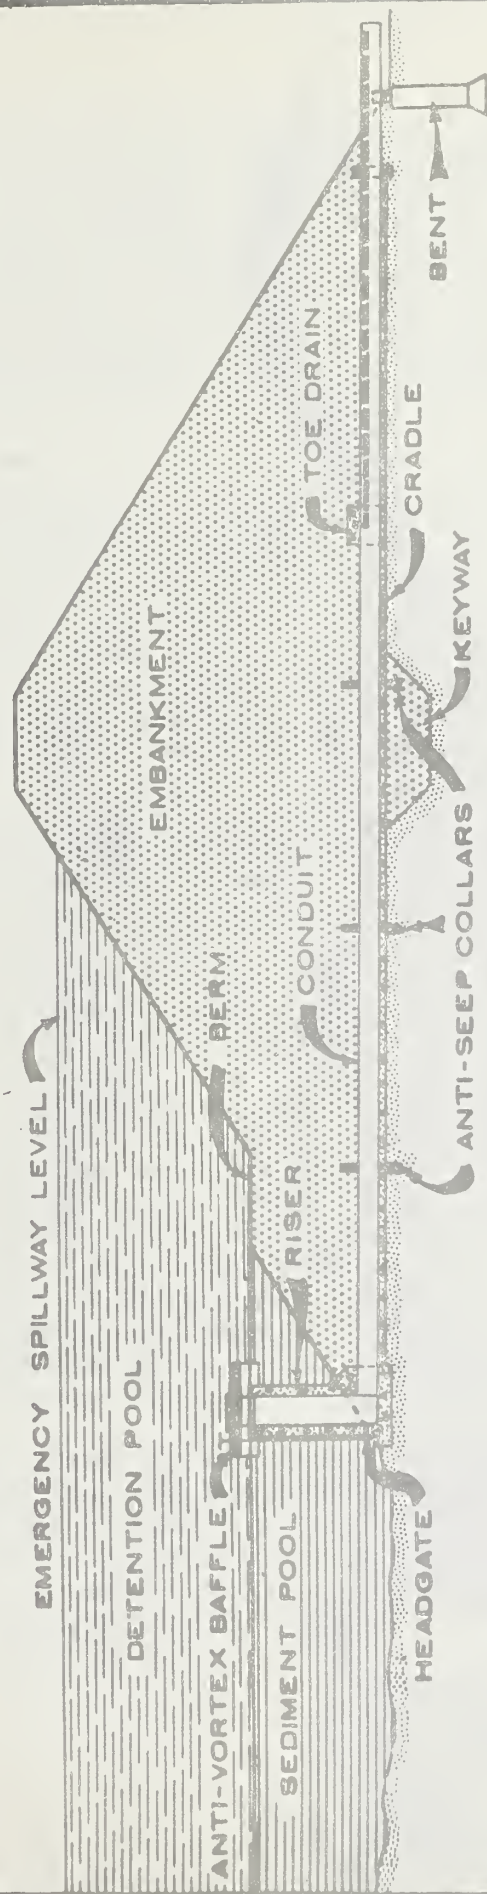 EMERGENCY SPILLWAY LEVEL
DETENTION POOL
ANTI-VORTEX BAFFLE
SEDIMENT POOL
HEADGATE
RISER
BERM
CONDUIT
ANTI-SEEP COLLARS
EMBANKMENT
KEYWAY
CRADLE
TOE DRAIN
BENT